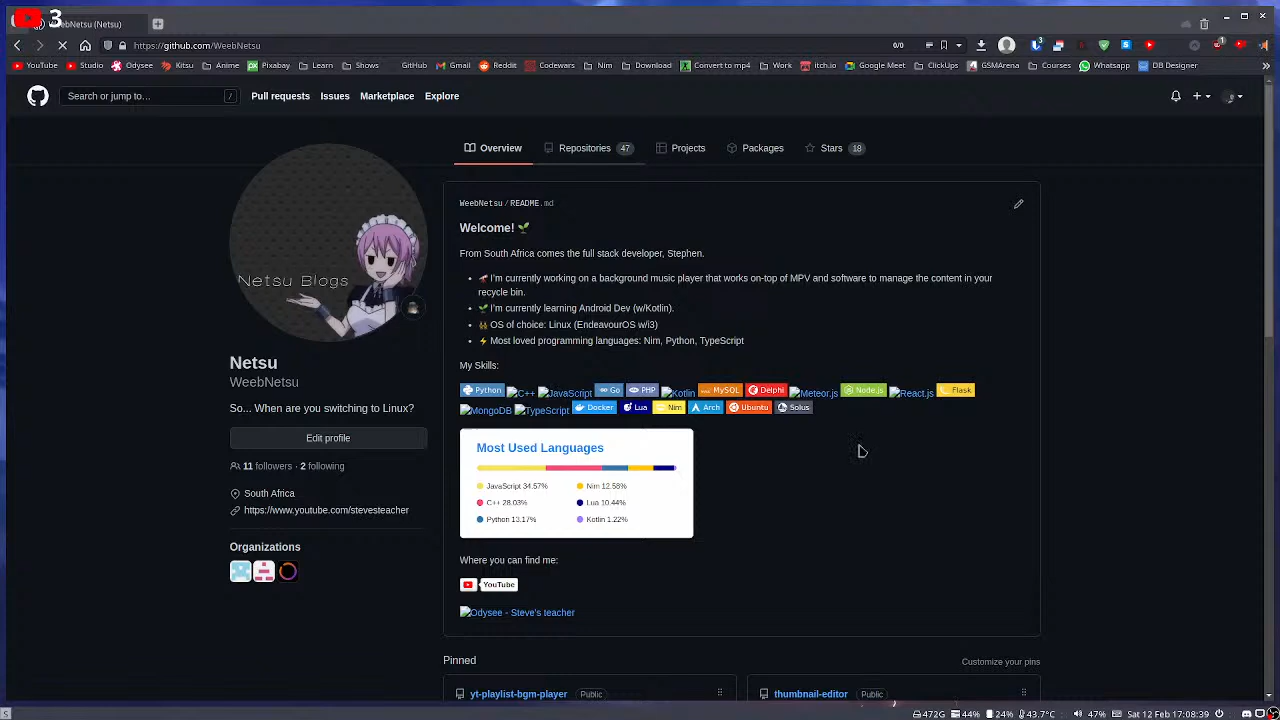 3
WeebNetsu (Netsu)
https://github.com/WeebNetsu
0/0
3
1
YouTube
Studio
Odysee
Kitsu
Anime
Pixabay
Learn
Shows
GitHub
Email
Reddit
Codewars
Nim
Download
Convert to mp4
Work
itch.io
Google Meet
ClickUps
GSMArena
Courses
Whatsapp
DB Designer
Search or jump to…
/
Pull requests
Issues
Marketplace
Explore
Overview
Repositories 47
Projects
Packages
Stars 18
WeebNetsu / README.md
Welcome!
From South Africa comes the full stack developer, Stephen.
I'm currently working on a background music player that works on-top of MPV and software to manage the content in your
recycle bin.
I'm currently learning Android Dev (w/Kotlin).
OS of choice: Linux (EndeavourOS w/i3)
Most loved programming languages: Nim, Python, TypeScript
My Skills:
Python C++ JavaScript Go PHP Kotlin MySQL Delphi Meteor.js Node.js React.js Flask
MongoDB TypeScript Docker Lua Nim Arch Ubuntu Solus
Most Used Languages
JavaScript 34.57%
Nim 12.58%
C++ 28.03%
Lua 10.44%
Python 13.17%
Kotlin 1.22%
Where you can find me:
YouTube
Odysee - Steve's teacher
Netsu Blogs
Netsu
WeebNetsu
So... When are you switching to Linux?
Edit profile
11 followers · 2 following
South Africa
https://www.youtube.com/stevesteacher
Organizations
Pinned
Customize your pins
yt-playlist-bgm-player Public
thumbnail-editor Public
S
472G 44% 24% 43.7°C 47% Sat 12 Feb 17:08:39